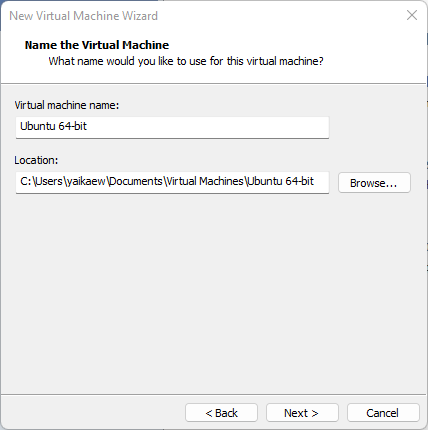 New Virtual Machine Wizard
Name the Virtual Machine
What name would you like to use for this virtual machine?
Virtual machine name:
Ubuntu 64-bit
Location:
C:\Users\yaikaew\Documents\Virtual Machines\Ubuntu 64-bit
Browse...
< Back
Next >
Cancel